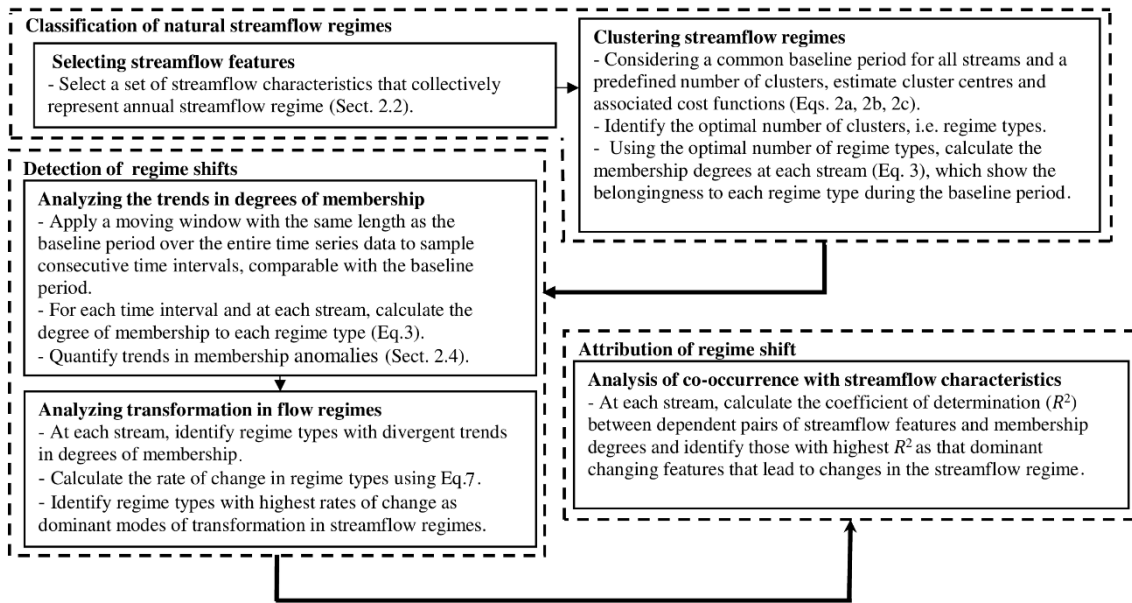 Classification of natural streamflow regimes
Selecting streamflow features
- Select a set of streamflow characteristics that collectively
represent annual streamflow regime (Sect. 2.2).
Clustering streamflow regimes
- Considering a common baseline period for all streams and a
predefined number of clusters, estimate cluster centres and
associated cost functions (Eqs. 2a, 2b, 2c).
- Identify the optimal number of clusters, i.e. regime types.
- Using the optimal number of regime types, calculate the
membership degrees at each stream (Eq. 3), which show the
belongingness to each regime type during the baseline period.
Detection of regime shifts
Analyzing the trends in degrees of membership
- Apply a moving window with the same length as the
baseline period over the entire time series data to sample
consecutive time intervals, comparable with the baseline
period.
- For each time interval and at each stream, calculate the
degree of membership to each regime type (Eq.3).
- Quantify trends in membership anomalies (Sect. 2.4).
Analyzing transformation in flow regimes
- At each stream, identify regime types with divergent trends
in degrees of membership.
- Calculate the rate of change in regime types using Eq.7.
- Identify regime types with highest rates of change as
dominant modes of transformation in streamflow regimes.
Attribution of regime shift
Analysis of co-occurrence with streamflow characteristics
- At each stream, calculate the coefficient of determination (R²)
between dependent pairs of streamflow features and membership
degrees and identify those with highest R² as that dominant
changing features that lead to changes in the streamflow regime.